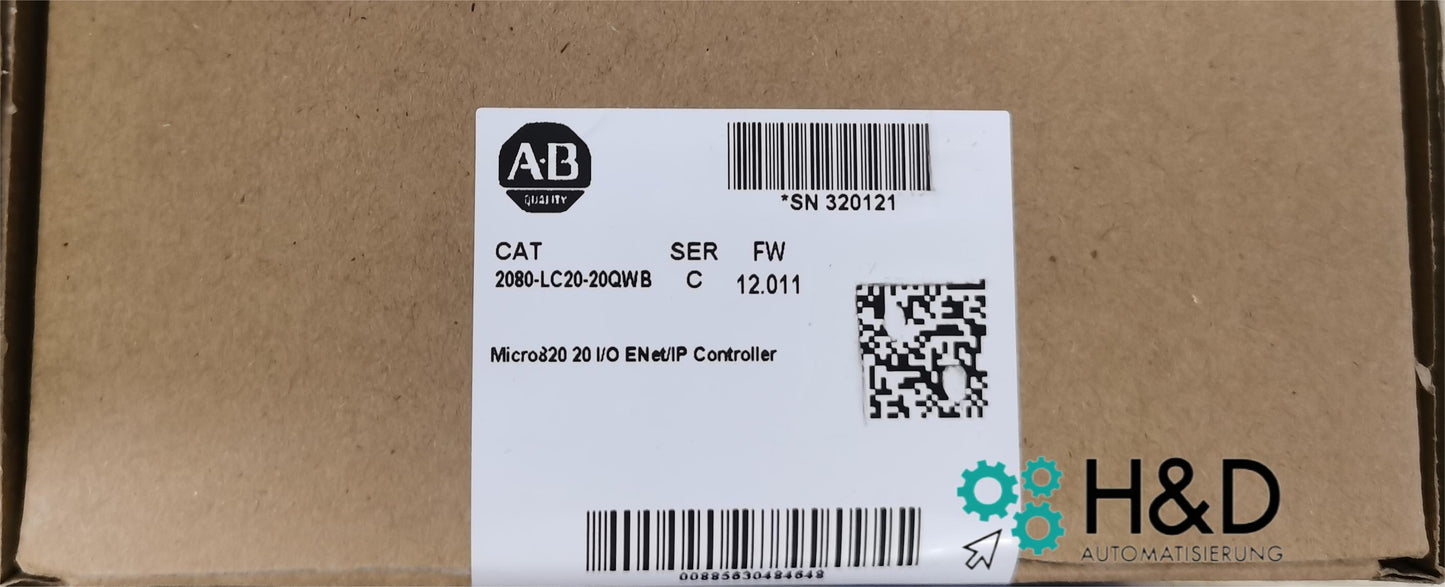 A·B
QUALITY
*SN 320121
CAT SER FW
2080-LC20-20QWB C 12.011
Micro820 20 I/O ENet/IP Controller
00885630484648
H&D
AUTOMATISIERUNG